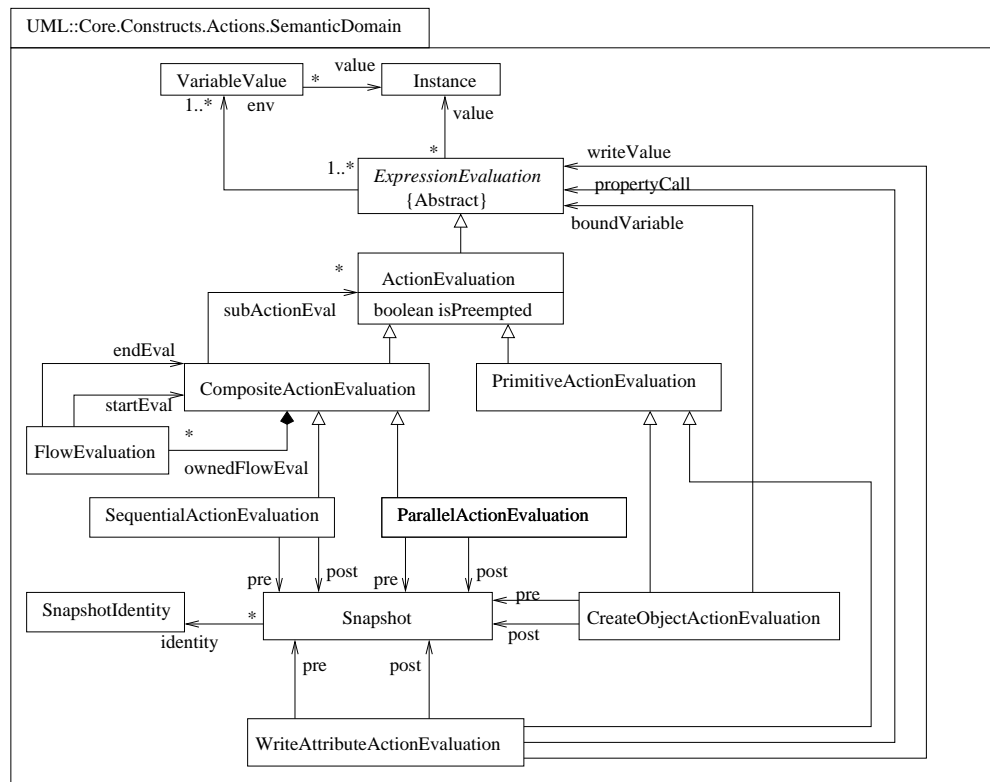 UML::Core.Constructs.Actions.SemanticDomain
value
VariableValue
*
Instance
1..*
env
value
*
writeValue
1..*
ExpressionEvaluation
propertyCall
{Abstract}
boundVariable
*
ActionEvaluation
subActionEval
boolean isPreempted
endEval
CompositeActionEvaluation
PrimitiveActionEvaluation
startEval
*
FlowEvaluation
ownedFlowEval
SequentialActionEvaluation
ParallelActionEvaluation
pre
post
pre
post
SnapshotIdentity
*
Snapshot
pre
CreateObjectActionEvaluation
identity
post
pre
post
WriteAttributeActionEvaluation